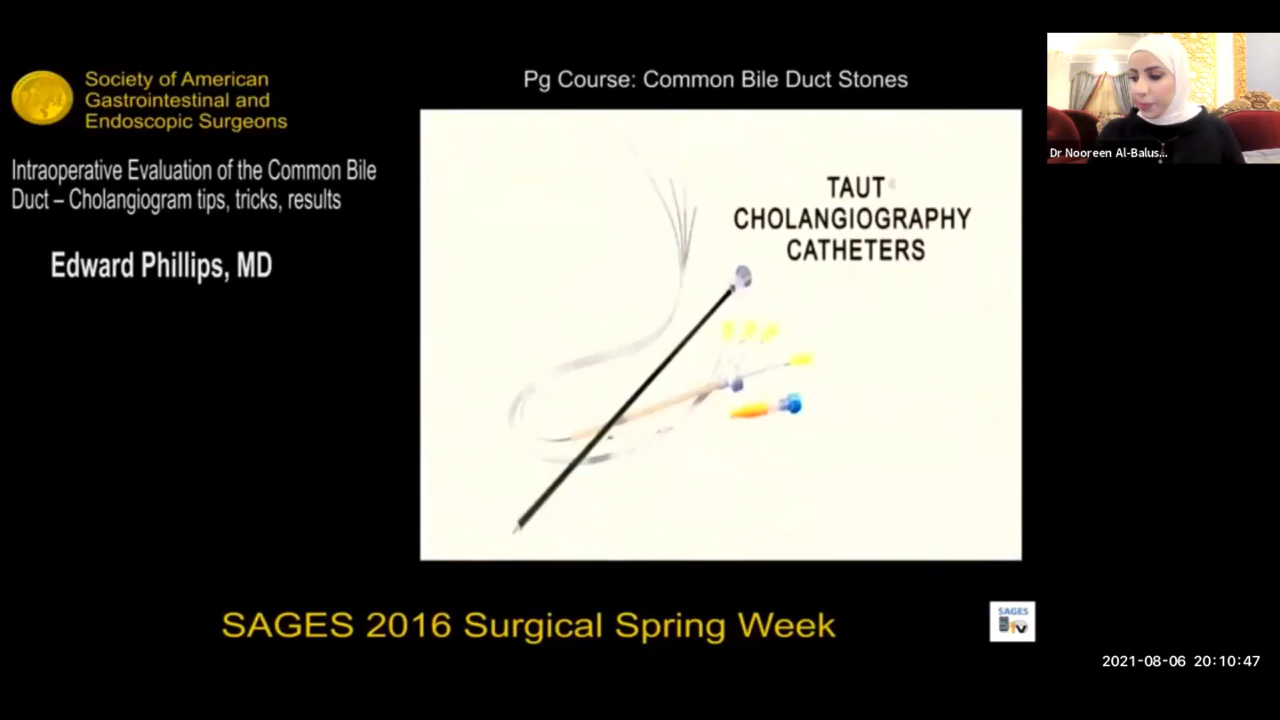 Society of American
Gastrointestinal and
Endoscopic Surgeons
Intraoperative Evaluation of the Common Bile
Duct – Cholangiogram tips, tricks, results
Edward Phillips, MD
Pg Course: Common Bile Duct Stones
TAUT
CHOLANGIOGRAPHY
CATHETERS
Dr Nooreen Al-Balus...
SAGES 2016 Surgical Spring Week
SAGES
TV
2021-08-06 20:10:47